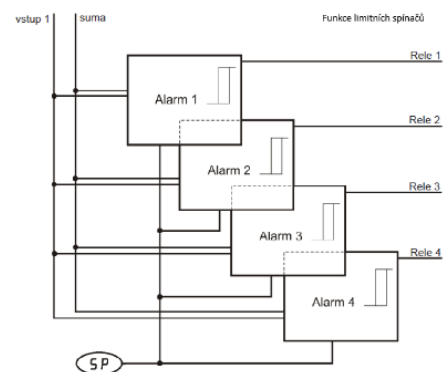 vstup 1 suma Funkce limitních spínačů
Rele 1
Alarm 1
Rele 2
Alarm 2
Rele 3
Alarm 3
Rele 4
Alarm 4
SP